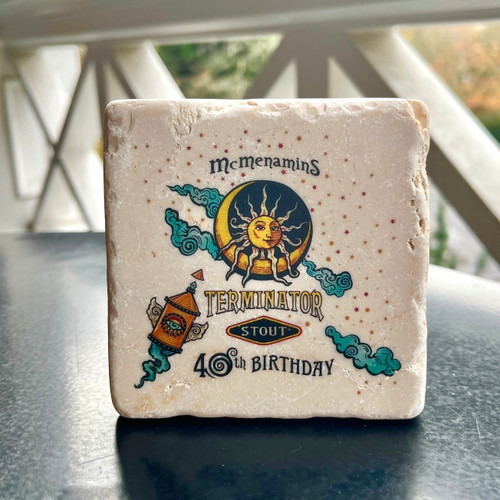 McMenamins
TERMINATOR
STOUT
40th BIRTHDAY